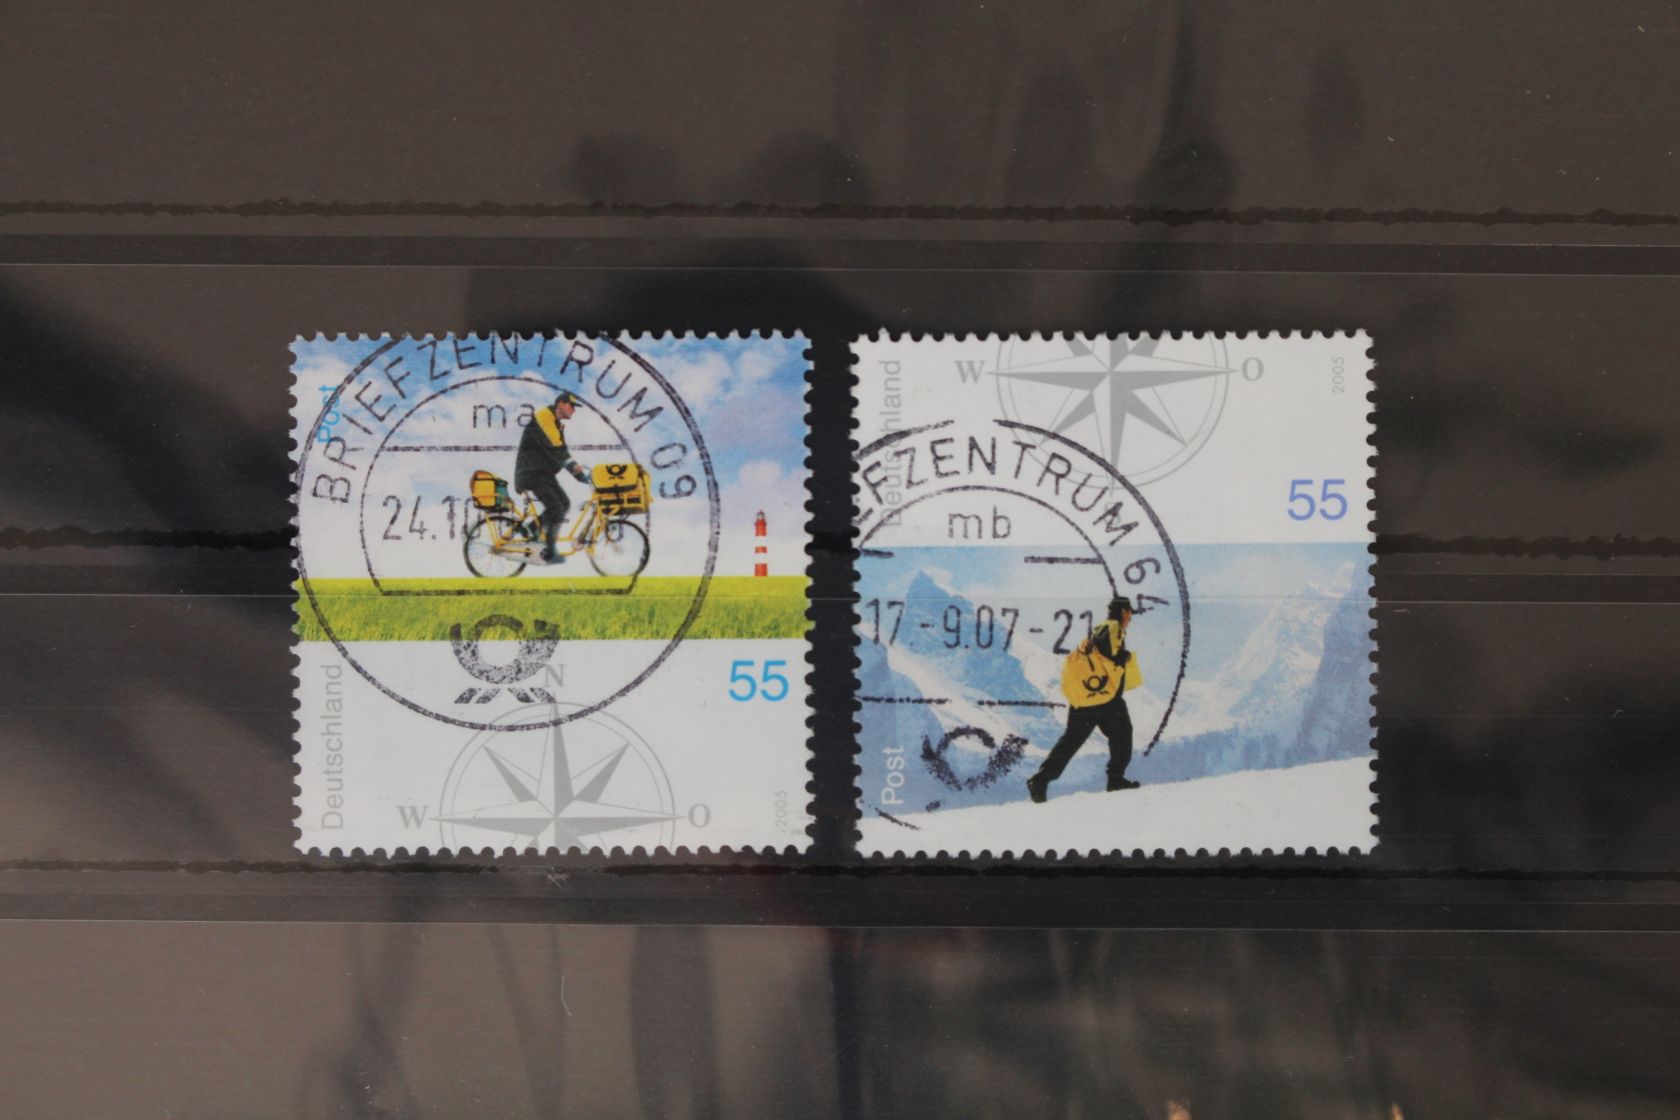 Post
BRIEFZENTRUM 09
ma
24.10
55
N
Deutschland
W O
2005
W O
2005
Deutschland
55
EFZENTRUM 64
mb
17.-9.07-21
Post